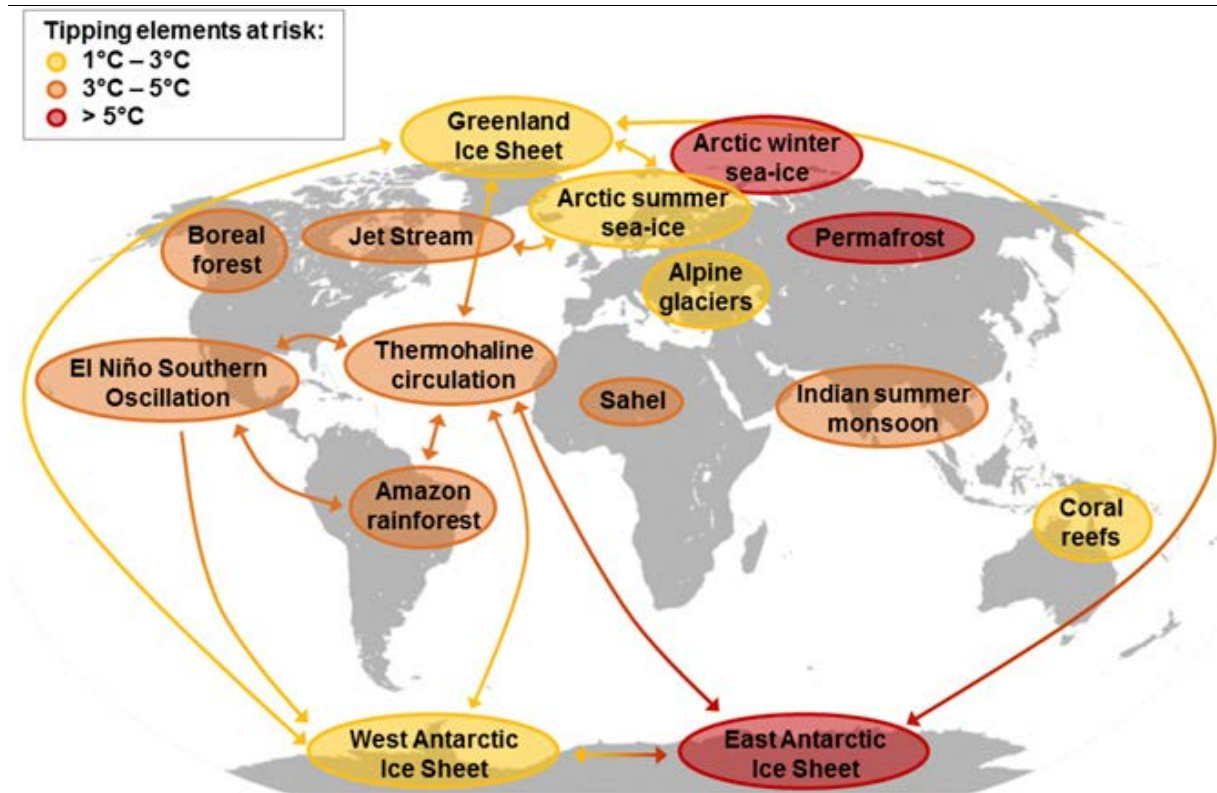 Tipping elements at risk:
1°C – 3°C
3°C – 5°C
> 5°C
Greenland
Ice Sheet
Arctic winter
sea-ice
Arctic summer
sea-ice
Boreal
forest
Jet Stream
Permafrost
Alpine
glaciers
El Niño Southern
Oscillation
Thermohaline
circulation
Sahel
Indian summer
monsoon
Amazon
rainforest
Coral
reefs
West Antarctic
Ice Sheet
East Antarctic
Ice Sheet